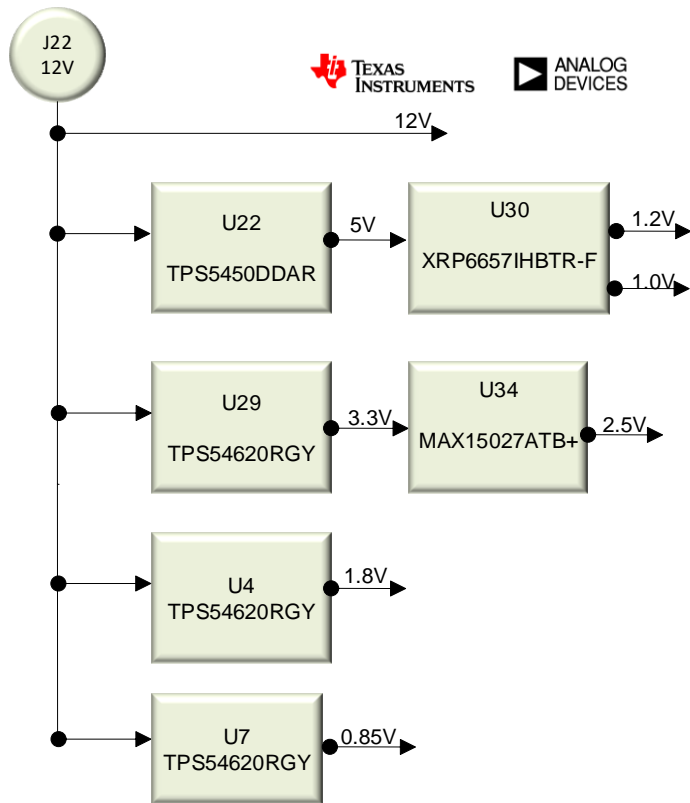 J22
12V
TEXAS
INSTRUMENTS
ANALOG
DEVICES
12V
U22
TPS5450DDAR
5V
U30
XRP6657IHBTR-F
1.2V
1.0V
U29
TPS54620RGY
3.3V
U34
MAX15027ATB+
2.5V
U4
TPS54620RGY
1.8V
U7
TPS54620RGY
0.85V